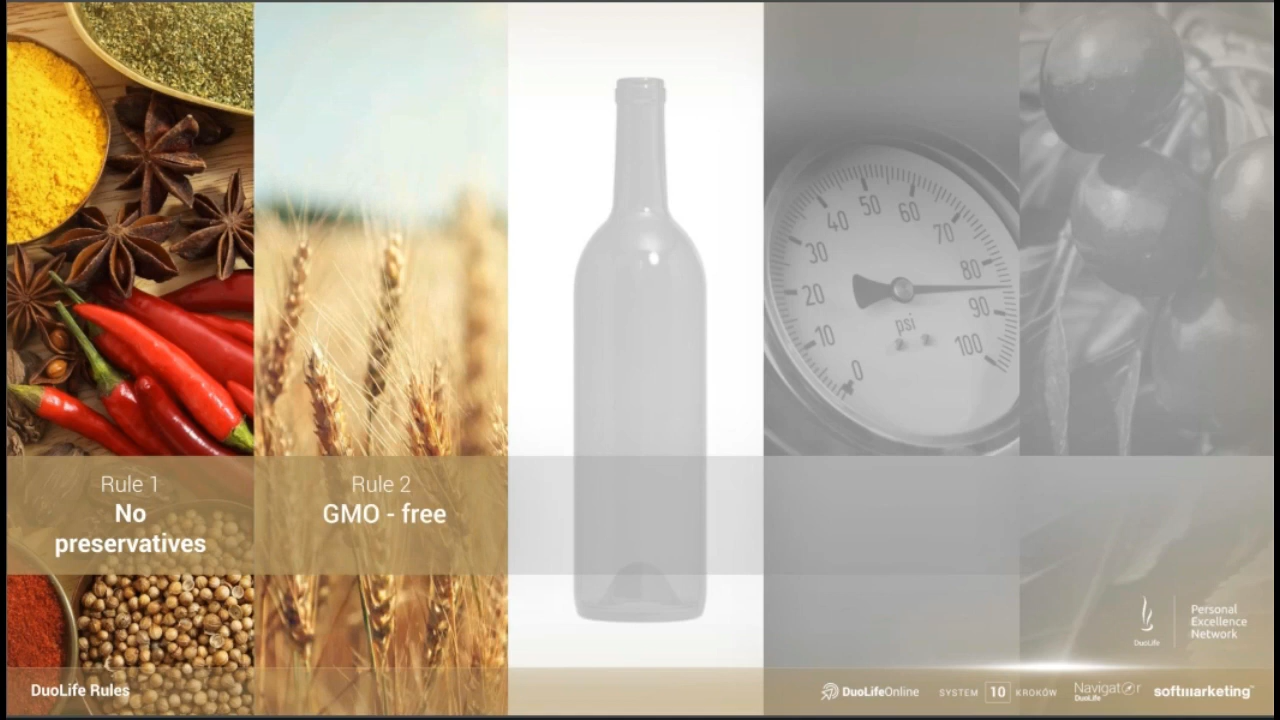 40
50
60
30
70
20
80
10
90
psi
0
100
Rule 1
No
preservatives
Rule 2
GMO - free
DuoLife
Personal
Excellence
Network
DuoLife Rules
DuoLifeOnline
SYSTEM 10 KROKÓW
Navigator
DuoLife
softmarketing™